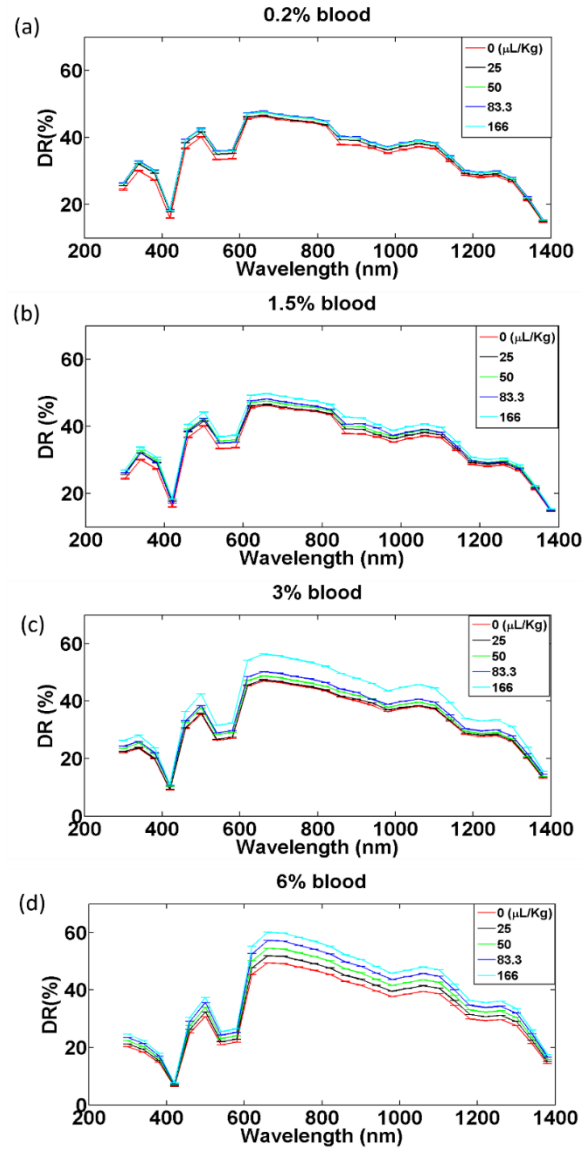 (a)
0.2% blood
DR(%)
60
40
20
0 (μL/Kg)
25
50
83.3
166
200 400 600 800 1000 1200 1400
Wavelength (nm)
(b)
1.5% blood
DR (%)
60
40
20
0 (μL/Kg)
25
50
83.3
166
200 400 600 800 1000 1200 1400
Wavelength (nm)
(c)
3% blood
DR (%)
60
40
20
0
0 (μL/Kg)
25
50
83.3
166
200 400 600 800 1000 1200 1400
Wavelength (nm)
(d)
6% blood
DR(%)
60
40
20
0
0 (μL/Kg)
25
50
83.3
166
200 400 600 800 1000 1200 1400
Wavelength (nm)